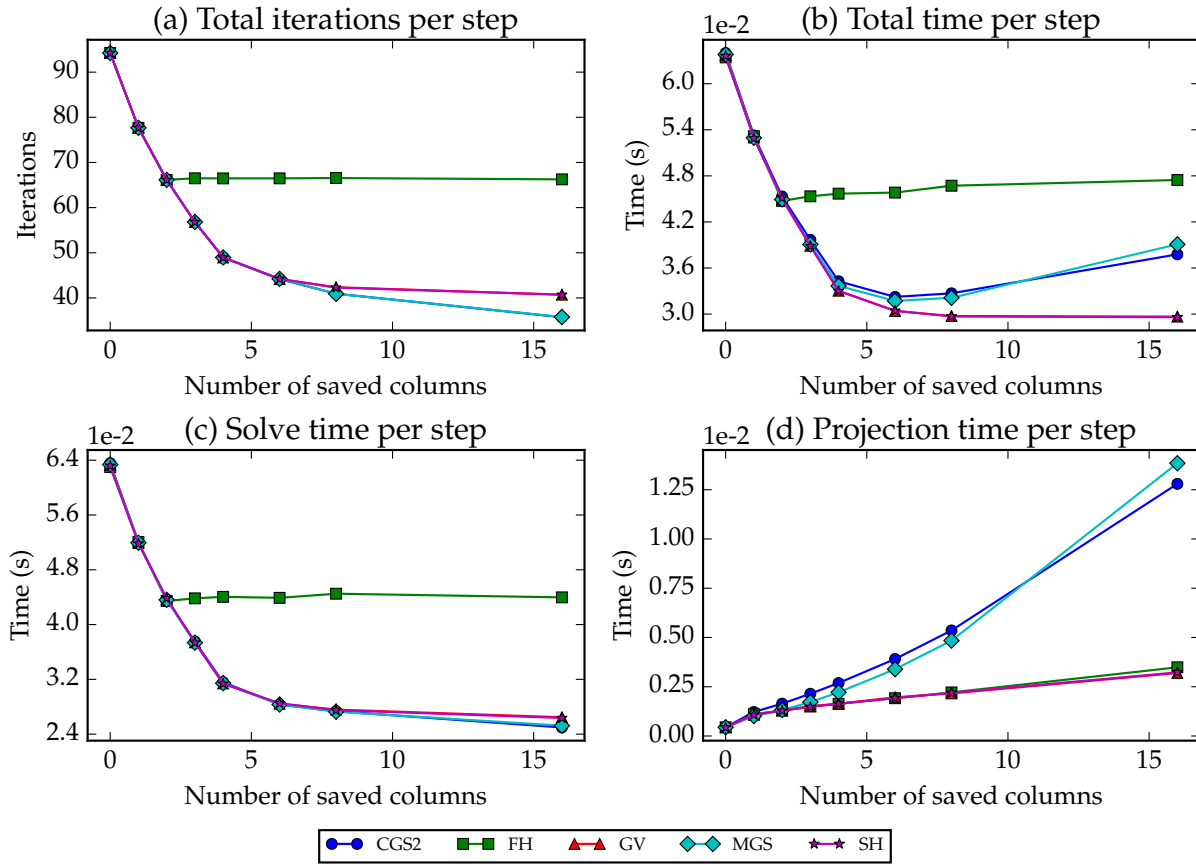 (a) Total iterations per step
90
80
70
60
50
40
Iterations
0 5 10 15
Number of saved columns
(b) Total time per step
1e-2
6.0
5.4
4.8
4.2
3.6
3.0
Time (s)
0 5 10 15
Number of saved columns
(c) Solve time per step
1e-2
6.4
5.6
4.8
4.0
3.2
2.4
Time (s)
0 5 10 15
Number of saved columns
(d) Projection time per step
1e-2
1.25
1.00
0.75
0.50
0.25
0.00
Time (s)
0 5 10 15
Number of saved columns
CGS2 FH GV MGS SH